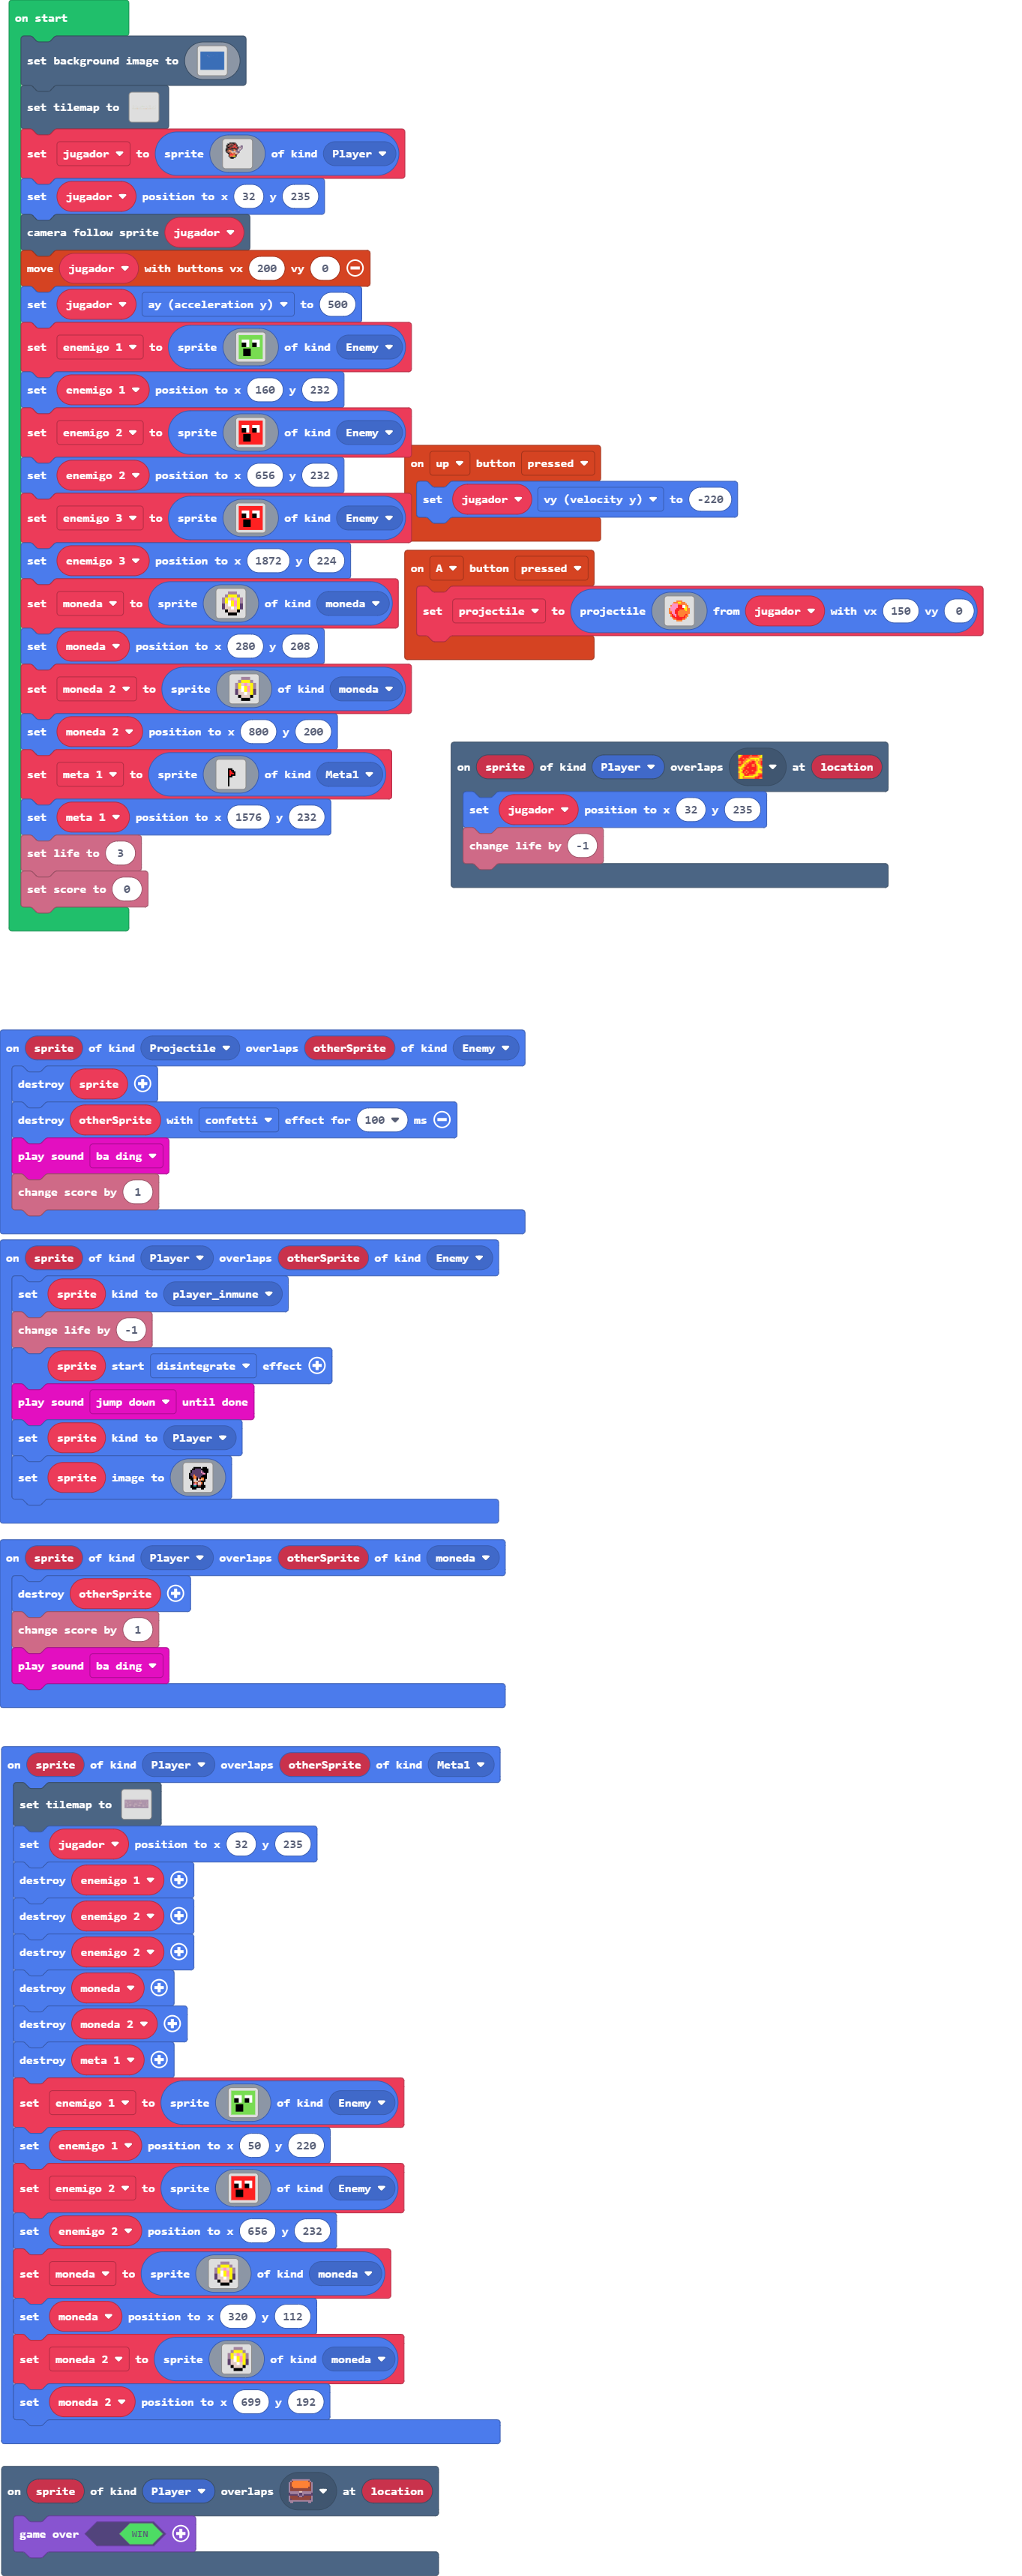 on start
set background image to
set tilemap to
set jugador to sprite of kind Player
set jugador position to x 32 y 235
camera follow sprite jugador
move jugador with buttons vx 200 vy 0
set jugador ay (acceleration y) to 500
set enemigo 1 to sprite of kind Enemy
set enemigo 1 position to x 160 y 232
set enemigo 2 to sprite of kind Enemy
set enemigo 2 position to x 656 y 232
set enemigo 3 to sprite of kind Enemy
set enemigo 3 position to x 1872 y 224
set moneda to sprite of kind moneda
set moneda position to x 280 y 208
set moneda 2 to sprite of kind moneda
set moneda 2 position to x 800 y 200
set meta 1 to sprite of kind Meta1
set meta 1 position to x 1576 y 232
set life to 3
set score to 0
on up button pressed
set jugador vy (velocity y) to -220
on A button pressed
set projectile to projectile from jugador with vx 150 vy 0
on sprite of kind Player overlaps at location
set jugador position to x 32 y 235
change life by -1
on sprite of kind Projectile overlaps otherSprite of kind Enemy
destroy sprite
destroy otherSprite with confetti effect for 100 ms
play sound ba ding
change score by 1
on sprite of kind Player overlaps otherSprite of kind Enemy
set sprite kind to player_inmune
change life by -1
sprite start disintegrate effect
play sound jump down until done
set sprite kind to Player
set sprite image to
on sprite of kind Player overlaps otherSprite of kind moneda
destroy otherSprite
change score by 1
play sound ba ding
on sprite of kind Player overlaps otherSprite of kind Meta1
set tilemap to
set jugador position to x 32 y 235
destroy enemigo 1
destroy enemigo 2
destroy enemigo 2
destroy moneda
destroy moneda 2
destroy meta 1
set enemigo 1 to sprite of kind Enemy
set enemigo 1 position to x 50 y 220
set enemigo 2 to sprite of kind Enemy
set enemigo 2 position to x 656 y 232
set moneda to sprite of kind moneda
set moneda position to x 320 y 112
set moneda 2 to sprite of kind moneda
set moneda 2 position to x 699 y 192
on sprite of kind Player overlaps at location
game over WIN